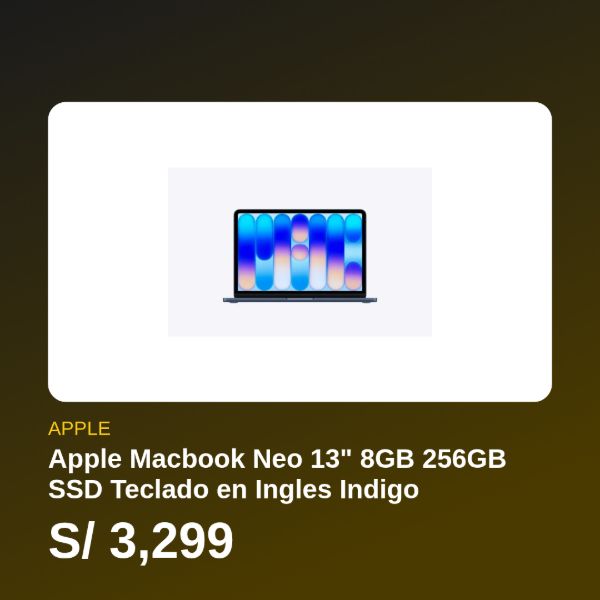 APPLE
Apple Macbook Neo 13" 8GB 256GB
SSD Teclado en Ingles Indigo
S/ 3,299